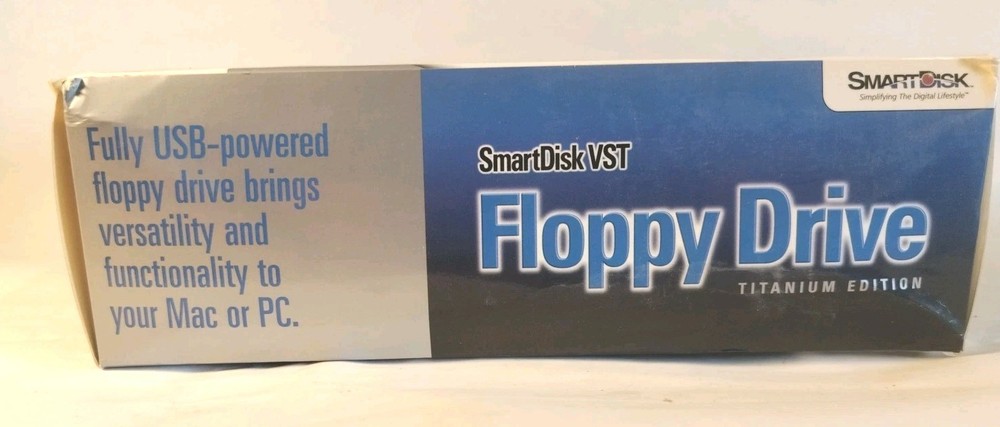 Fully USB-powered
floppy drive brings
versatility and
functionality to
your Mac or PC.
SMARTDISK™
Simplifying The Digital Lifestyle™
SmartDisk VST
Floppy Drive
TITANIUM EDITION